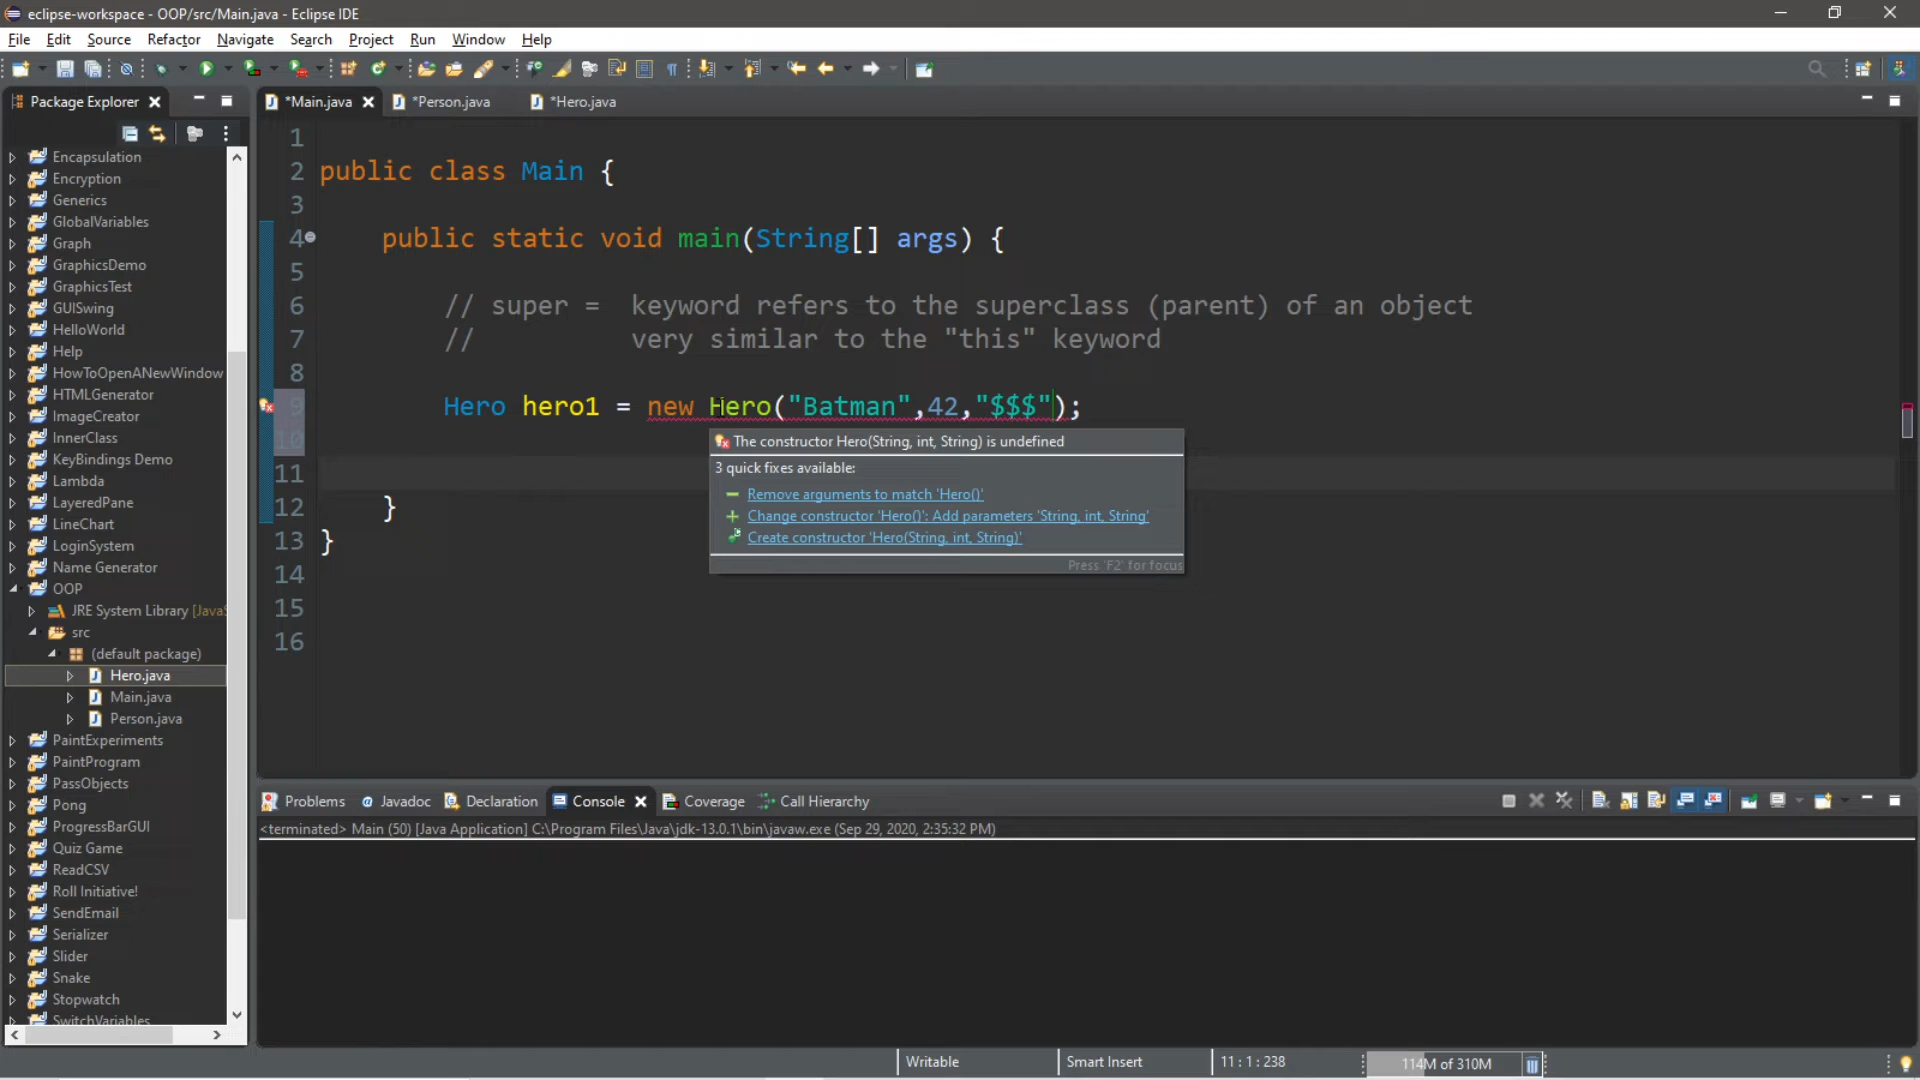 eclipse-workspace - OOP/src/Main.java - Eclipse IDE
File Edit Source Refactor Navigate Search Project Run Window Help
Package Explorer
*Main.java *Person.java *Hero.java
Encapsulation
Encryption
Generics
GlobalVariables
Graph
GraphicsDemo
GraphicsTest
GUISwing
HelloWorld
Help
HowToOpenANewWindow
HTMLGenerator
ImageCreator
InnerClass
KeyBindings Demo
Lambda
LayeredPane
LineChart
LoginSystem
Name Generator
OOP
JRE System Library [JavaS
src
(default package)
Hero.java
Main.java
Person.java
PaintExperiments
PaintProgram
PassObjects
Pong
ProgressBarGUI
Quiz Game
ReadCSV
Roll Initiative!
SendEmail
Serializer
Slider
Snake
Stopwatch
SwitchVariables
1
2 public class Main {
3
4 public static void main(String[] args) {
5
6 // super = keyword refers to the superclass (parent) of an object
7 // very similar to the "this" keyword
8
9 Hero hero1 = new Hero("Batman",42,"$$$");
10
11
12 }
13 }
14
15
16
The constructor Hero(String, int, String) is undefined
3 quick fixes available:
Remove arguments to match 'Hero()'
Change constructor 'Hero()': Add parameters 'String, int, String'
Create constructor 'Hero(String, int, String)'
Press 'F2' for focus
Problems @ Javadoc Declaration Console Coverage Call Hierarchy
<terminated> Main (50) [Java Application] C:\Program Files\Java\jdk-13.0.1\bin\javaw.exe (Sep 29, 2020, 2:35:32 PM)
Writable Smart Insert 11 : 1 : 238 114M of 310M